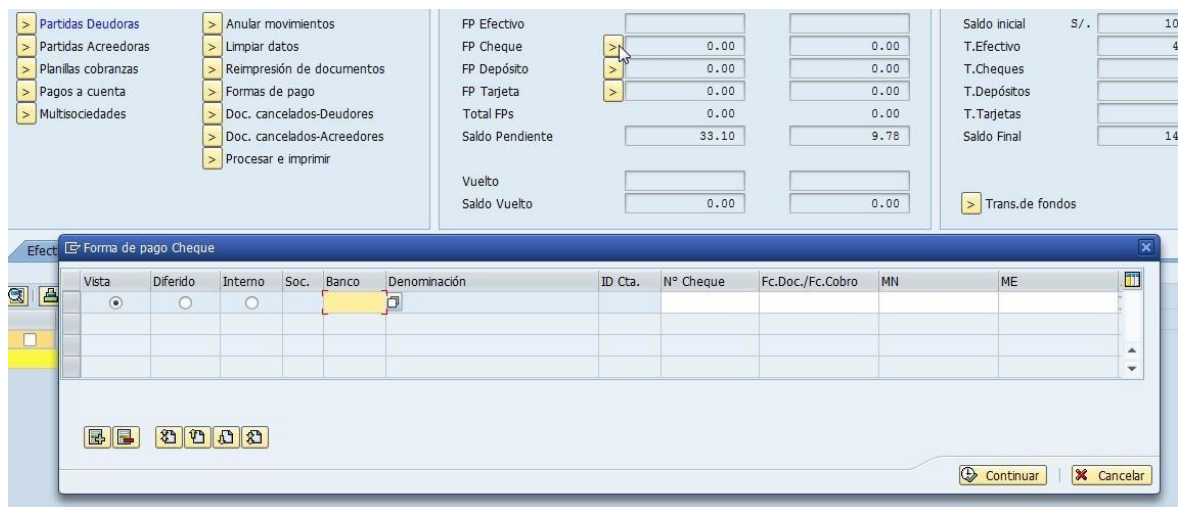 > Partidas Deudoras
> Partidas Acreedoras
> Planillas cobranzas
> Pagos a cuenta
> Multisociedades
> Anular movimientos
> Limpiar datos
> Reimpresión de documentos
> Formas de pago
> Doc. cancelados-Deudores
> Doc. cancelados-Acreedores
> Procesar e imprimir
FP Efectivo
FP Cheque > 0.00 0.00
FP Depósito > 0.00 0.00
FP Tarjeta > 0.00 0.00
Total FPs 0.00 0.00
Saldo Pendiente 33.10 9.78
Vuelto
Saldo Vuelto 0.00 0.00
Saldo inicial S/. 10
T.Efectivo 4
T.Cheques
T.Depósitos
T.Tarjetas
Saldo Final 14
> Trans.de fondos
Efect
Forma de pago Cheque
Vista Diferido Interno Soc. Banco Denominación ID Cta. N° Cheque Fc.Doc./Fc.Cobro MN ME
Continuar Cancelar